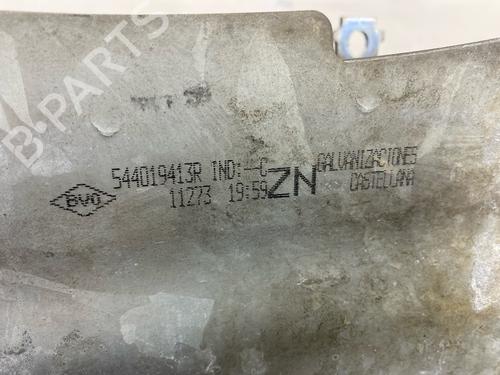 B-PARTS
544019413R IND:--C
11273 19:59
BVO
ZN
GALVANIZACIONES
CASTELLANA